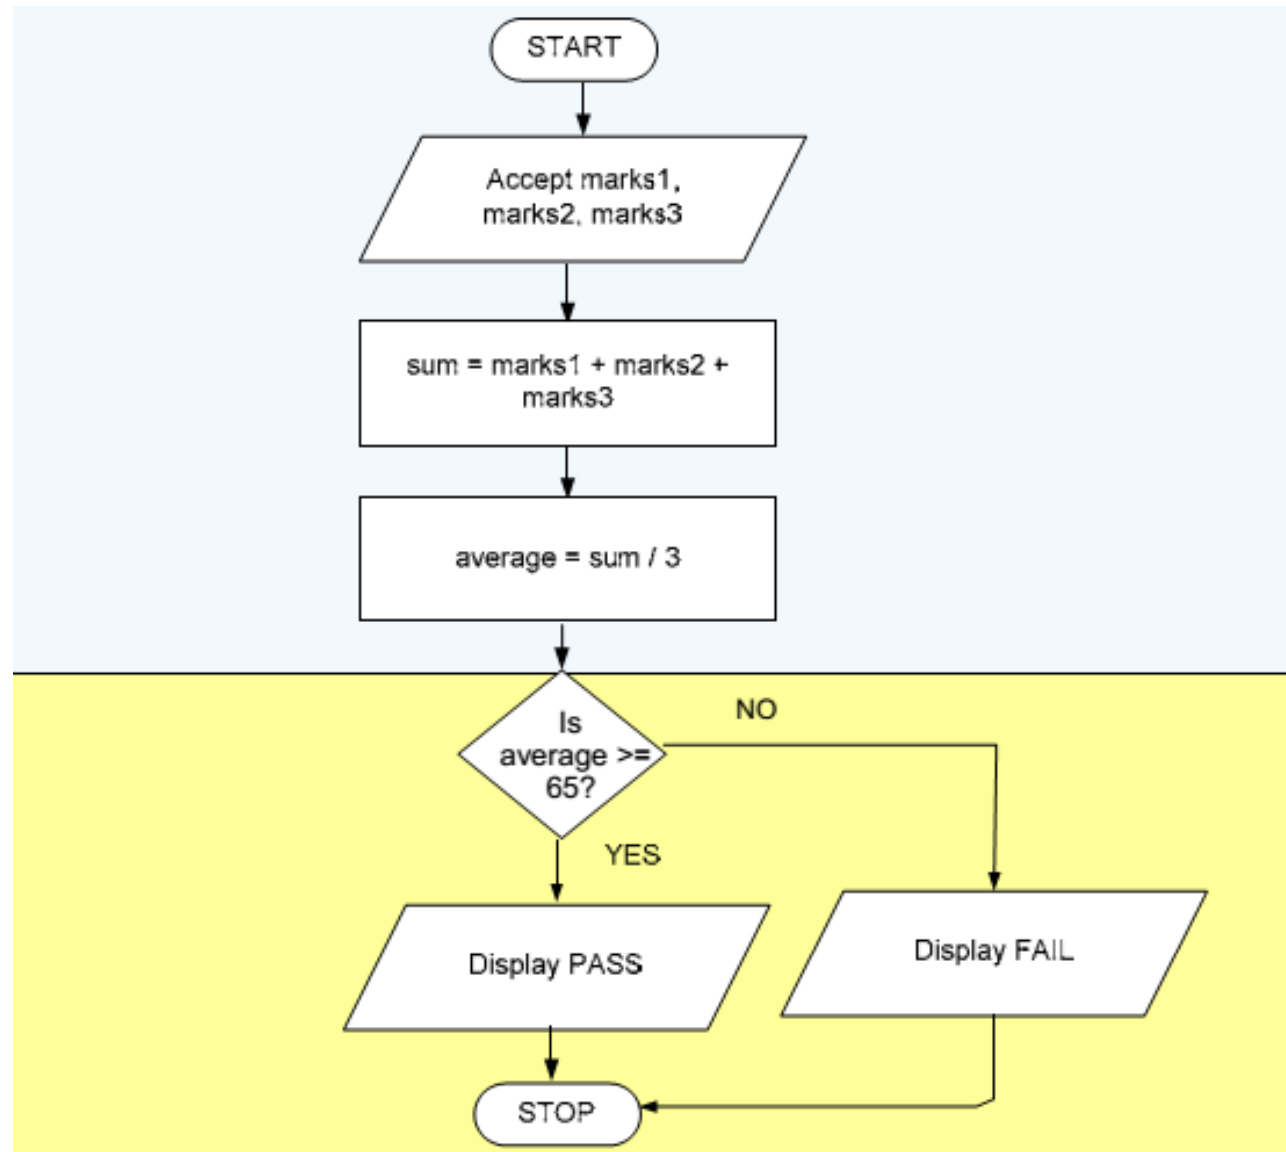 START
Accept marks1,
marks2, marks3
sum = marks1 + marks2 +
marks3
average = sum / 3
Is
average >=
65?
NO
YES
Display PASS
Display FAIL
STOP